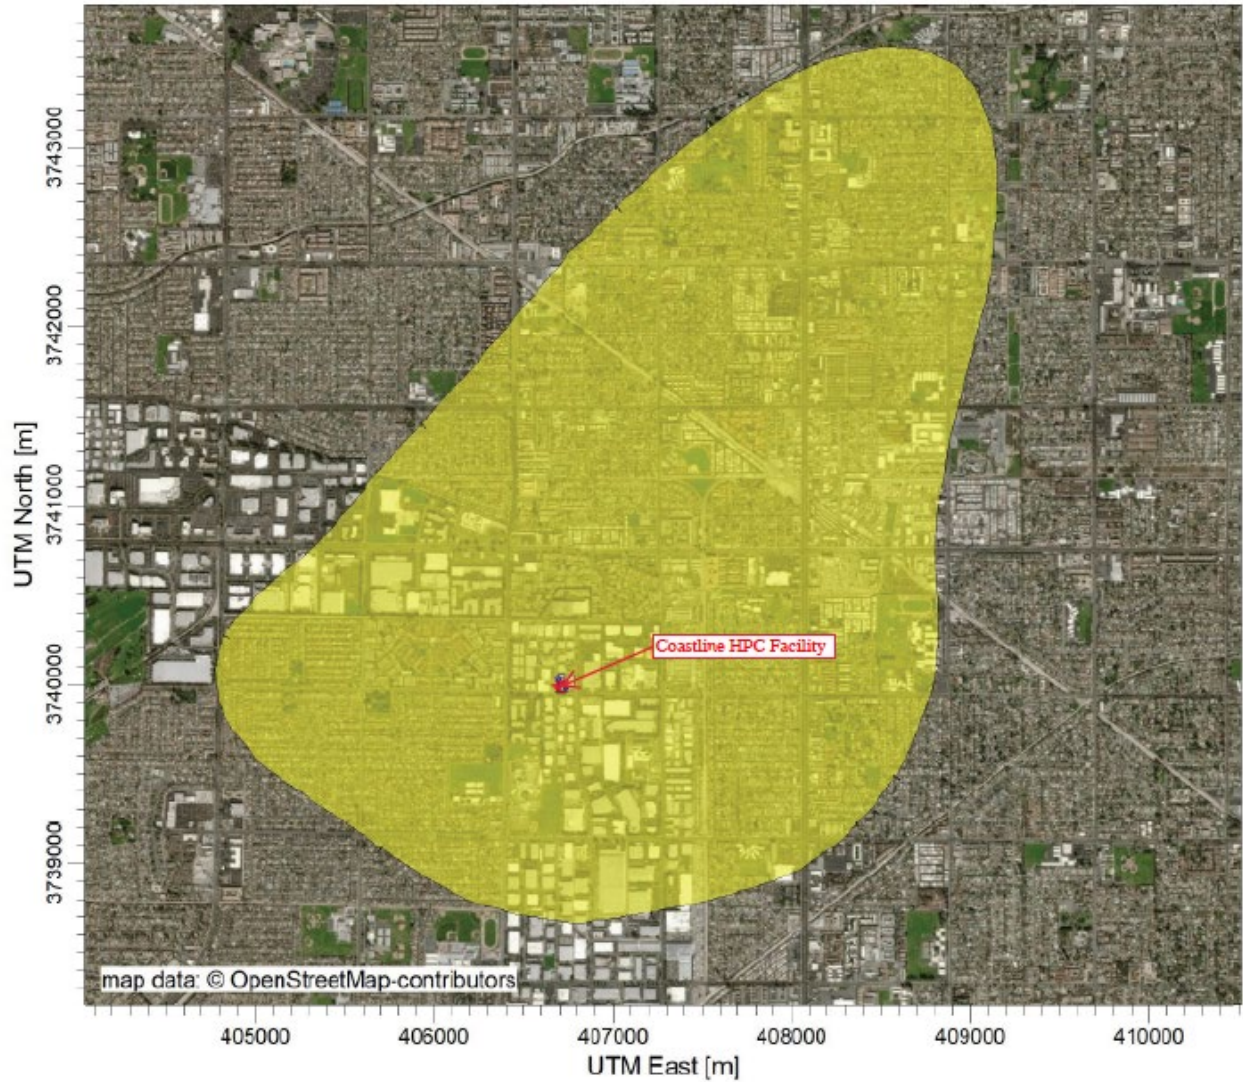 3743000
3742000
3741000
3740000
3739000
UTM North [m]
Coastline HPC Facility
map data: © OpenStreetMap-contributors
405000 406000 407000 408000 409000 410000
UTM East [m]